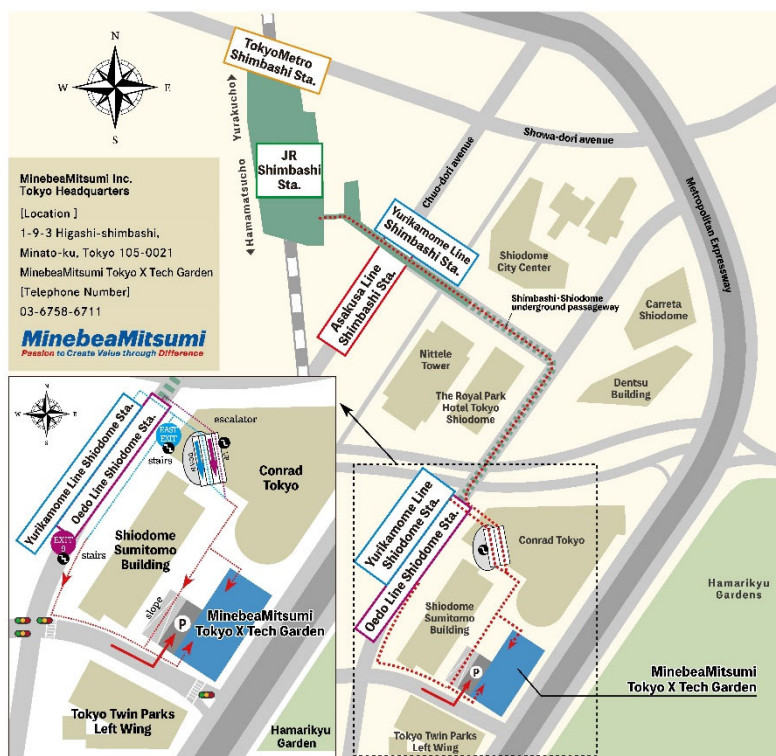 TokyoMetro
Shimbashi Sta.
N
W
E
S
Yurakucho
Hamamatsucho
JR
Shimbashi
Sta.
Chuo-dori avenue
Showa-dori avenue
Metropolitan Expressway
MinebeaMitsumi Inc.
Tokyo Headquarters
[Location ]
1-9-3 Higashi-shimbashi,
Minato-ku, Tokyo 105-0021
MinebeaMitsumi Tokyo X Tech Garden
[Telephone Number]
03-6758-6711
MinebeaMitsumi
Passion to Create Value through Difference
Yurikamome Line
Shimbashi Sta.
Asakusa Line
Shimbashi Sta.
Shiodome
City Center
Shimbashi·Shiodome
underground passageway
Carreta
Shiodome
Nittele
Tower
The Royal Park
Hotel Tokyo
Shiodome
Dentsu
Building
Yurikamome Line
Shiodome Sta.
Oedo Line Shiodome Sta.
Conrad Tokyo
Shiodome
Sumitomo
Building
Hamarikyu
Gardens
P
MinebeaMitsumi
Tokyo X Tech Garden
Tokyo Twin Parks
Left Wing
N
W
E
S
Yurikamome Line Shiodome Sta.
Oedo Line Shiodome Sta.
EAST
EXIT
stairs
escalator
DOWN
UP
Conrad
Tokyo
EXIT
9
stairs
Shiodome
Sumitomo
Building
slope
P
MinebeaMitsumi
Tokyo X Tech Garden
Tokyo Twin Parks
Left Wing
Hamarikyu
Garden